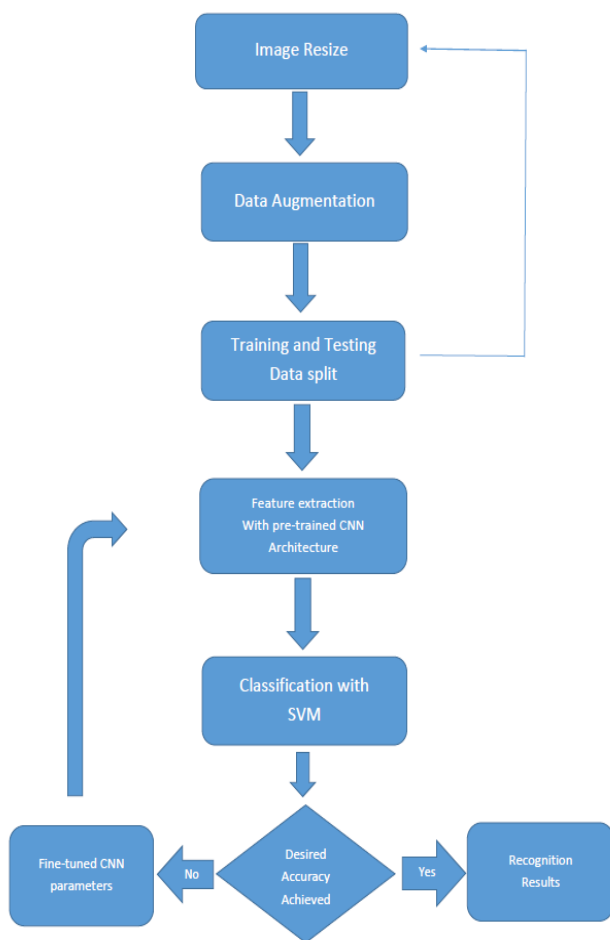 Image Resize
Data Augmentation
Training and Testing
Data split
Feature extraction
With pre-trained CNN
Architecture
Classification with
SVM
Desired
Accuracy
Achieved
No
Yes
Fine-tuned CNN
parameters
Recognition
Results